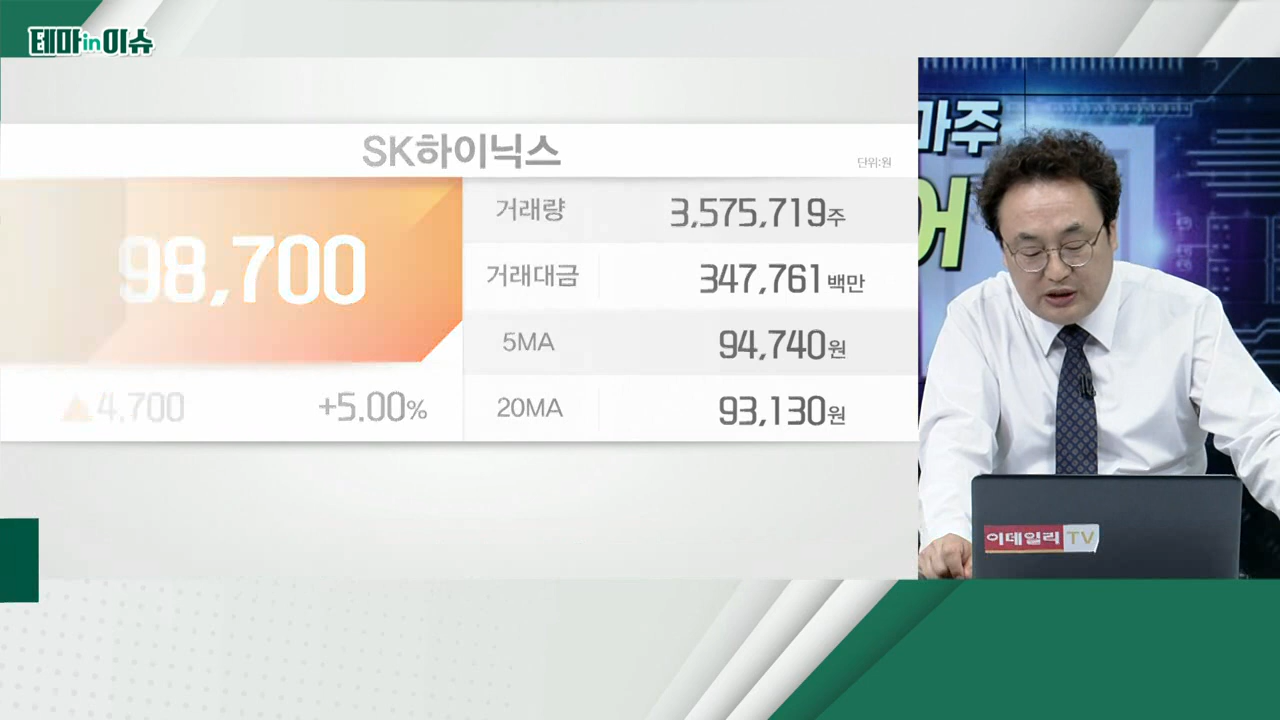 테마in이슈
SK하이닉스
단위:원
98,700
▲4,700
+5.00%
거래량
3,575,719주
거래대금
347,761백만
5MA
94,740원
20MA
93,130원
마주
어
이데일리TV